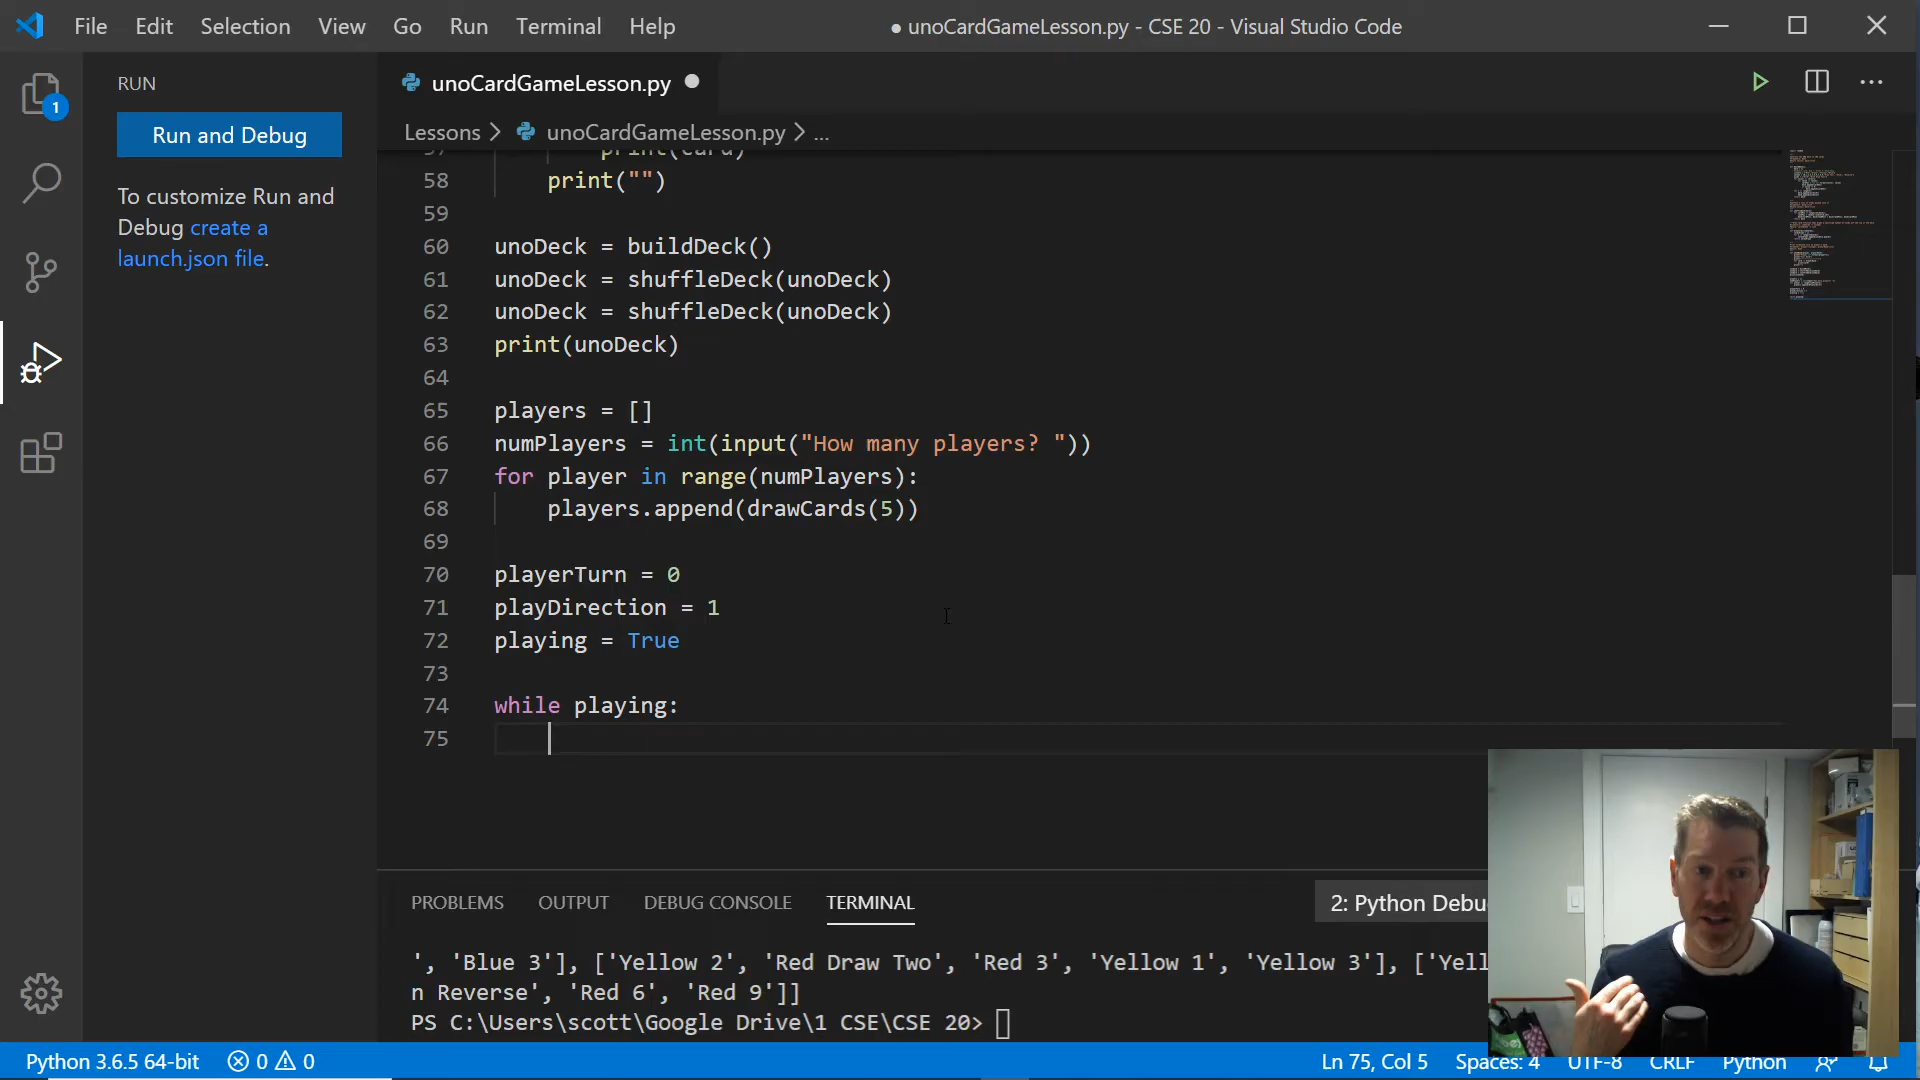 File Edit Selection View Go Run Terminal Help
● unoCardGameLesson.py - CSE 20 - Visual Studio Code
RUN
unoCardGameLesson.py
Run and Debug
Lessons > unoCardGameLesson.py > ...
1
To customize Run and
Debug create a
launch.json file.
57 print(card)
58 print("")
59
60 unoDeck = buildDeck()
61 unoDeck = shuffleDeck(unoDeck)
62 unoDeck = shuffleDeck(unoDeck)
63 print(unoDeck)
64
65 players = []
66 numPlayers = int(input("How many players? "))
67 for player in range(numPlayers):
68 players.append(drawCards(5))
69
70 playerTurn = 0
71 playDirection = 1
72 playing = True
73
74 while playing:
75
PROBLEMS OUTPUT DEBUG CONSOLE TERMINAL
2: Python Debu
', 'Blue 3'], ['Yellow 2', 'Red Draw Two', 'Red 3', 'Yellow 1', 'Yellow 3'], ['Yell
n Reverse', 'Red 6', 'Red 9']]
PS C:\Users\scott\Google Drive\1 CSE\CSE 20>
Python 3.6.5 64-bit 0 0
Ln 75, Col 5 Spaces: 4 UTF-8 CRLF Python